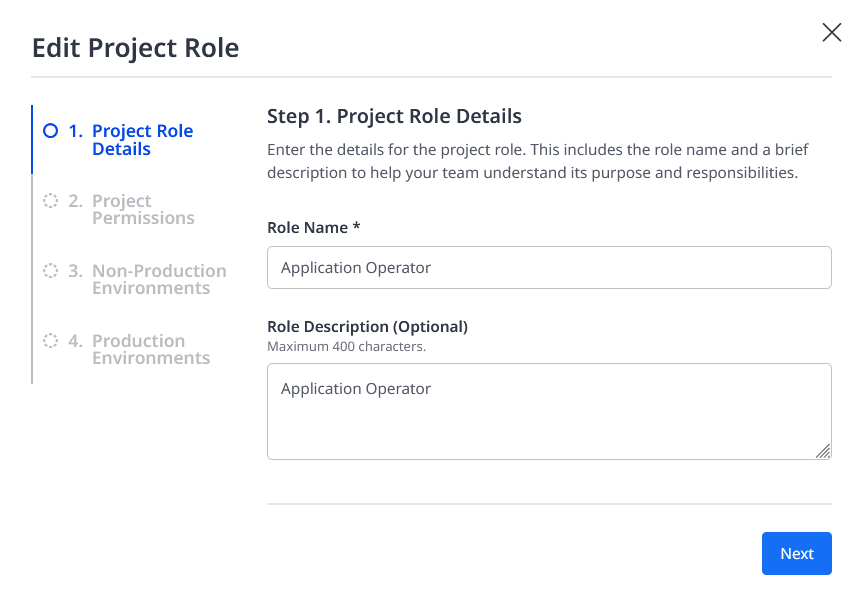 Edit Project Role
1. Project Role
Details
2. Project
Permissions
3. Non-Production
Environments
4. Production
Environments
Step 1. Project Role Details
Enter the details for the project role. This includes the role name and a brief
description to help your team understand its purpose and responsibilities.
Role Name *
Application Operator
Role Description (Optional)
Maximum 400 characters.
Application Operator
Next